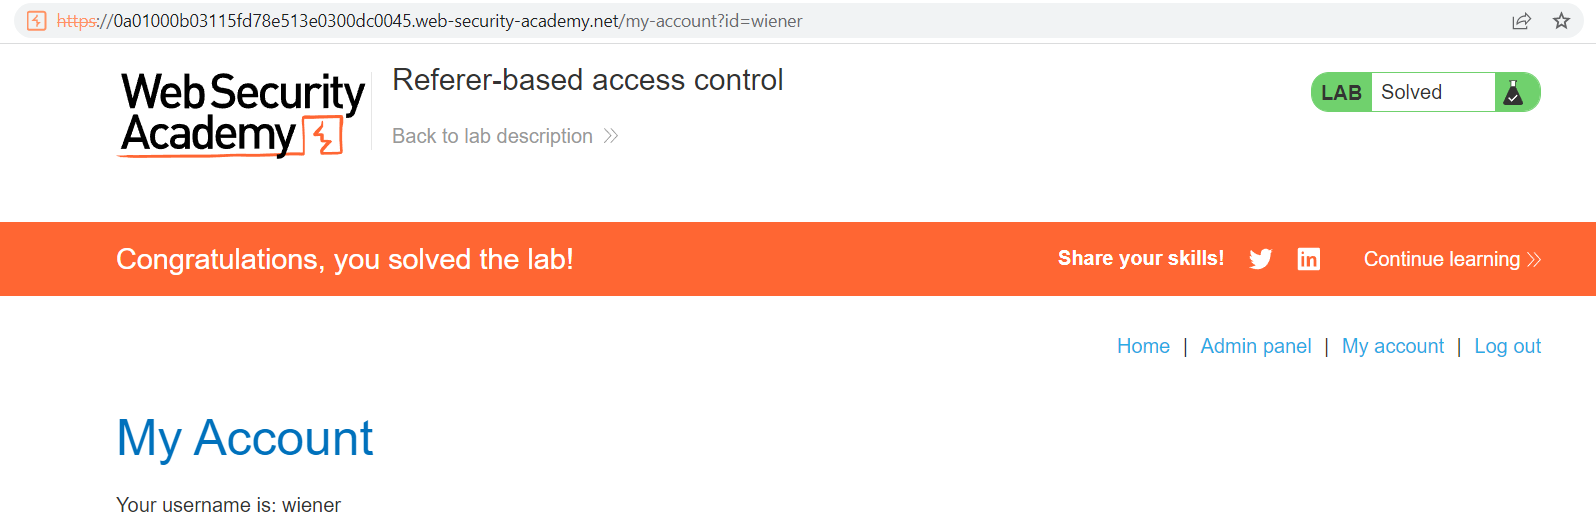 https://0a01000b03115fd78e513e0300dc0045.web-security-academy.net/my-account?id=wiener
Web Security
Academy
Referer-based access control
Back to lab description
LAB Solved
Congratulations, you solved the lab!
Share your skills!
Continue learning
Home | Admin panel | My account | Log out
My Account
Your username is: wiener